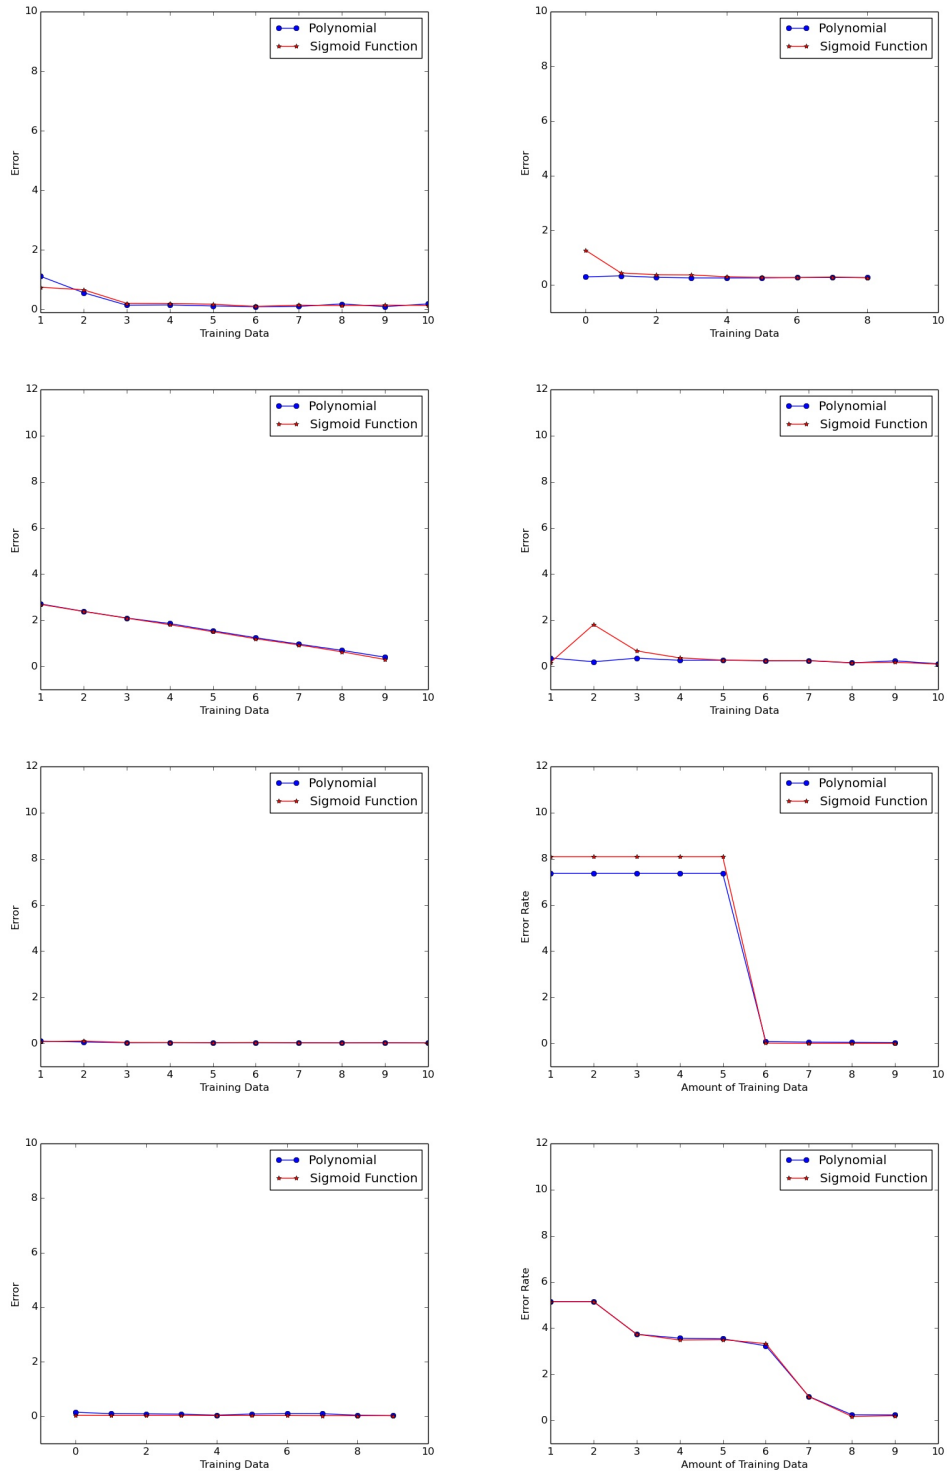 10
8
6
4
2
0
Error
Polynomial
Sigmoid Function
1 2 3 4 5 6 7 8 9 10
Training Data
10
8
6
4
2
0
Error
Polynomial
Sigmoid Function
0 2 4 6 8 10
Training Data
12
10
8
6
4
2
0
Error
Polynomial
Sigmoid Function
1 2 3 4 5 6 7 8 9 10
Training Data
12
10
8
6
4
2
0
Error
Polynomial
Sigmoid Function
1 2 3 4 5 6 7 8 9 10
Training Data
12
10
8
6
4
2
0
Error
Polynomial
Sigmoid Function
1 2 3 4 5 6 7 8 9 10
Training Data
12
10
8
6
4
2
0
Error Rate
Polynomial
Sigmoid Function
1 2 3 4 5 6 7 8 9 10
Amount of Training Data
10
8
6
4
2
0
Error
Polynomial
Sigmoid Function
0 2 4 6 8 10
Training Data
12
10
8
6
4
2
0
Error Rate
Polynomial
Sigmoid Function
1 2 3 4 5 6 7 8 9 10
Amount of Training Data